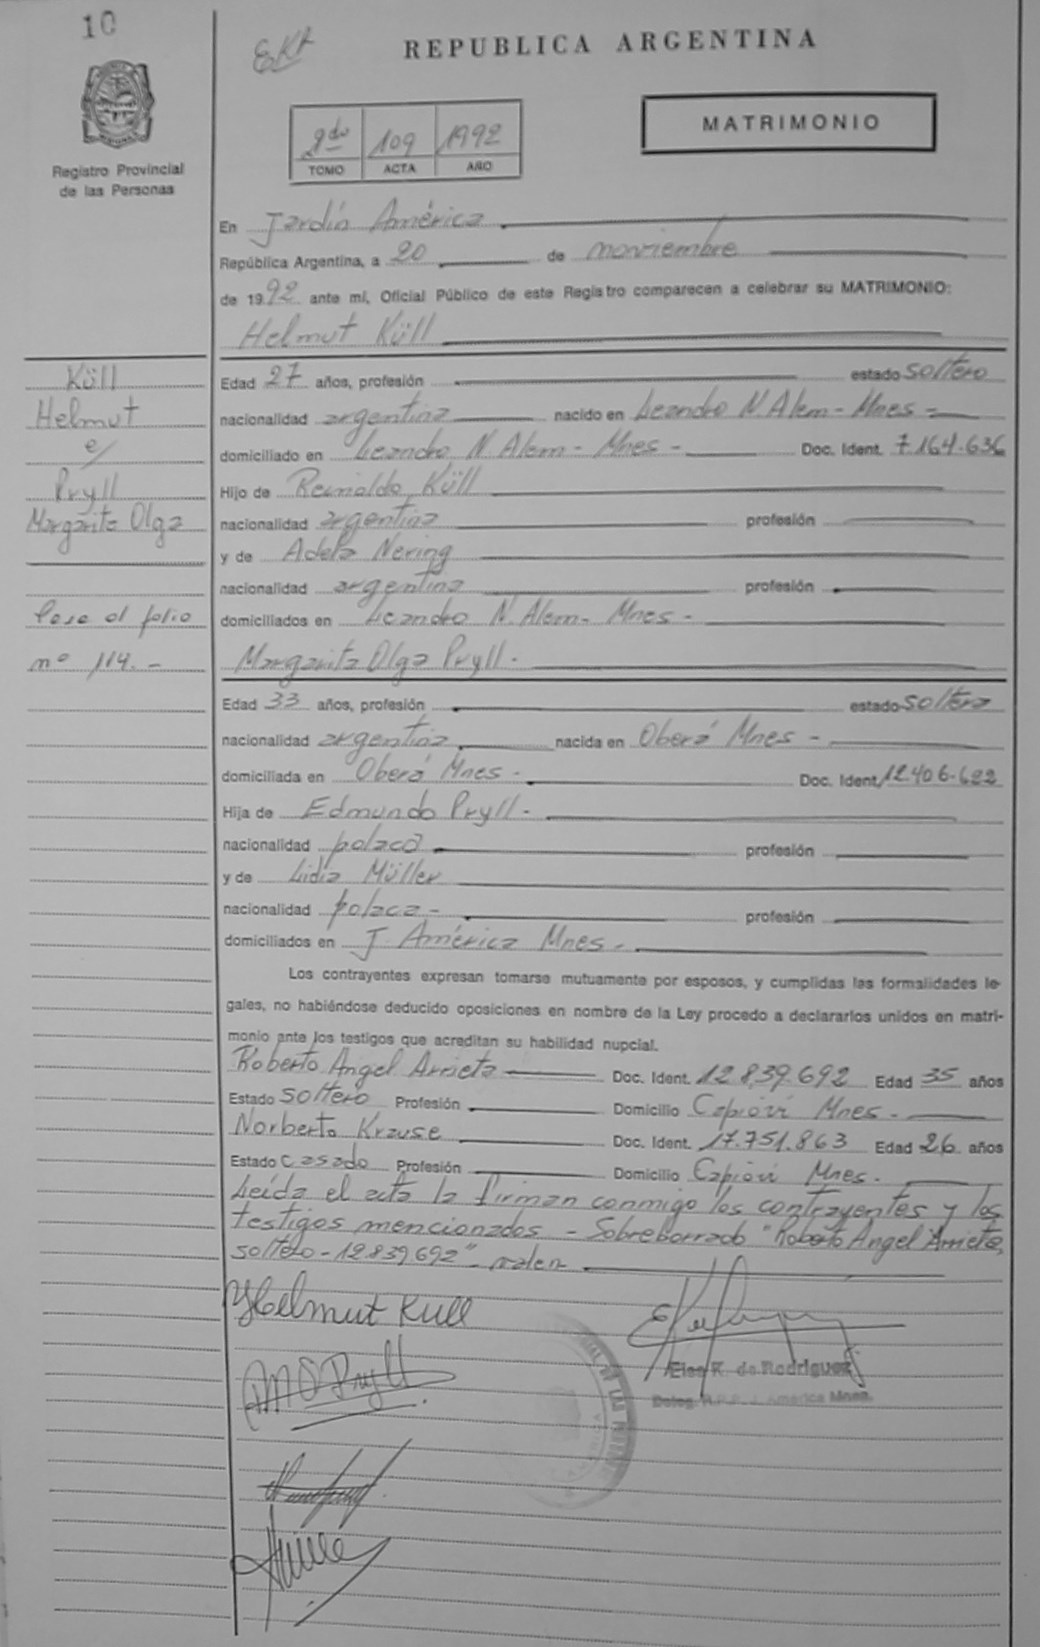 10
EKR
REPUBLICA ARGENTINA
2do 109 1992
TOMO ACTA AÑO
MATRIMONIO
Registro Provincial
de las Personas
En Jardín América
República Argentina, a 20 de noviembre
de 1992 ante mí, Oficial Público de este Registro comparecen a celebrar su MATRIMONIO:
Helmut Küll
Küll
Helmut
c/
Pryll
Margarita Olga
Pase al folio
nº 114.-
Edad 27 años, profesión estado soltero
nacionalidad argentina nacido en Leandro N. Alem - Mnes -
domiciliado en Leandro N. Alem - Mnes - Doc. Ident. 7.164.636
Hijo de Reinaldo Küll
nacionalidad argentina profesión
y de Adela Nering
nacionalidad argentina profesión
domiciliados en Leandro N. Alem - Mnes -
Margarita Olga Pryll.
Edad 33 años, profesión estado soltera
nacionalidad argentina nacida en Oberá Mnes -
domiciliada en Oberá Mnes - Doc. Ident. 12.406.622
Hija de Edmundo Pryll -
nacionalidad polaco profesión
y de Lidia Müller
nacionalidad polaca - profesión
domiciliados en J. América Mnes -
Los contrayentes expresan tomarse mutuamente por esposos, y cumplidas las formalidades le-
gales, no habiéndose deducido oposiciones en nombre de la Ley procedo a declararlos unidos en matri-
monio ante los testigos que acreditan su habilidad nupcial.
Roberto Angel Arrieta Doc. Ident. 12.839.692 Edad 35 años
Estado soltero Profesión Domicilio Capioví Mnes -
Norberto Krause Doc. Ident. 17.751.863 Edad 26 años
Estado casado Profesión Domicilio Capioví Mnes.
Leída el acta la firman conmigo los contrayentes y los
testigos mencionados - Sobreborrado "Roberto Angel Arrieta,
soltero - 12.839.692" - valen
Helmut Kull
MO Pryll
Elsa K. de Rodriguez
Deleg. R.P.P. J. América Mnes.